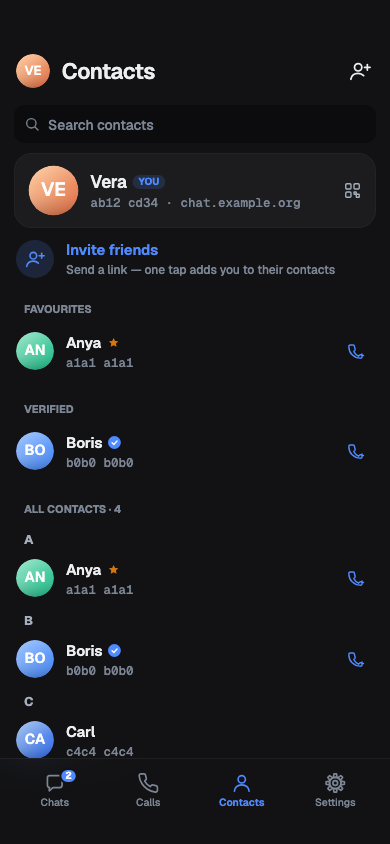 VE Contacts
Search contacts
VE
Vera YOU
ab12 cd34 · chat.example.org
Invite friends
Send a link — one tap adds you to their contacts
FAVOURITES
AN
Anya
a1a1 a1a1
VERIFIED
BO
Boris
b0b0 b0b0
ALL CONTACTS · 4
A
AN
Anya
a1a1 a1a1
B
BO
Boris
b0b0 b0b0
C
CA
Carl
c4c4 c4c4
2
Chats Calls Contacts Settings